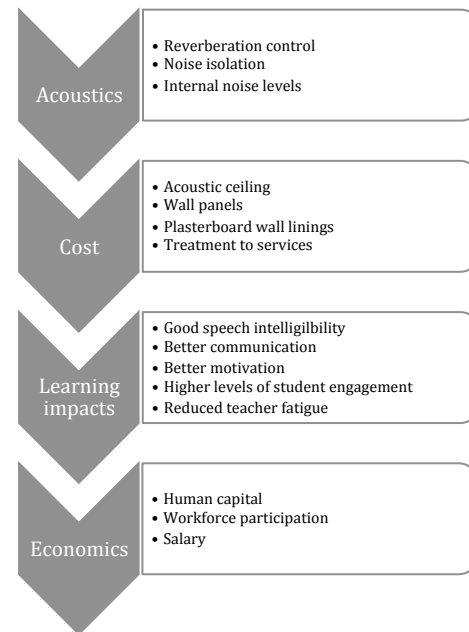 Acoustics
• Reverberation control
• Noise isolation
• Internal noise levels
Cost
• Acoustic ceiling
• Wall panels
• Plasterboard wall linings
• Treatment to services
Learning
impacts
• Good speech intelligilbility
• Better communication
• Better motivation
• Higher levels of student engagement
• Reduced teacher fatigue
Economics
• Human capital
• Workforce participation
• Salary